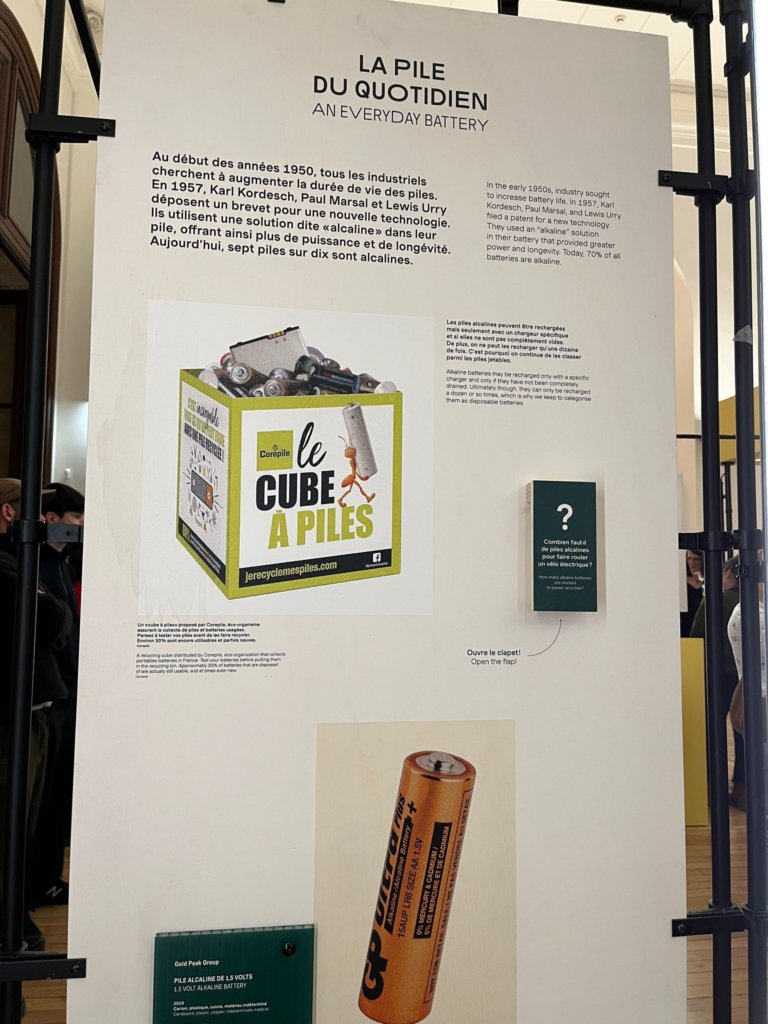 LA PILE
DU QUOTIDIEN
AN EVERYDAY BATTERY
Au début des années 1950, tous les industriels
cherchent à augmenter la durée de vie des piles.
En 1957, Karl Kordesch, Paul Marsal et Lewis Urry
déposent un brevet pour une nouvelle technologie.
Ils utilisent une solution dite «alcaline» dans leur
pile, offrant ainsi plus de puissance et de longévité.
Aujourd'hui, sept piles sur dix sont alcalines.
In the early 1950s, industry sought
to increase battery life. In 1957, Karl
Kordesch, Paul Marsal, and Lewis Urry
filed a patent for a new technology.
They used an "alkaline" solution
in their battery that provided greater
power and longevity. Today, 70% of all
batteries are alkaline.
Les piles alcalines peuvent être rechargées
mais seulement avec un chargeur spécifique
et si elles ne sont pas complètement vides.
De plus, on ne peut les recharger qu'une dizaine
de fois. C'est pourquoi on continue de les classer
parmi les piles jetables.
Alkaline batteries may be recharged only with a specific
charger and only if they have not been completely
drained. Ultimately though, they can only be recharged
a dozen or so times, which is why we keep to categorise
them as disposable batteries.
Corepile
le
CUBE
À PILES
jerecyclemespiles.com
C'est incroyable
Un «cube à piles» proposé par Corepile, éco-organisme
assurant la collecte de piles et batteries usagées.
Pensez à tester vos piles avant de les faire recycler.
Environ 30% sont encore utilisables et parfois neuves.
Corepile
A recycling cube distributed by Corepile, eco-organization that collects
portables batteries in France. Test your batteries before putting them
in the recycling bin. Approximately 30% of batteries that are disposed
of are actually still usable, and at times even new
Corepile
?
Combien faut-il
de piles alcalines
pour faire rouler
un vélo électrique?
How many alkaline batteries
are needed
to power an e-bike?
Ouvre le clapet!
Open the flap!
GP Ultra Plus +
Alkaline/Alcaline Battery
15AUP LR6 SIZE AA 1.5V
0% MERCURY & CADMIUM/
0% DE MERCURE ET DE CADMIUM
Gold Peak Group
PILE ALCALINE DE 1,5 VOLTS
1.5 VOLT ALKALINE BATTERY
2025
Carton, plastique, cuivre, matériau indéterminé
Cardboard, plastic, copper, indeterminate material